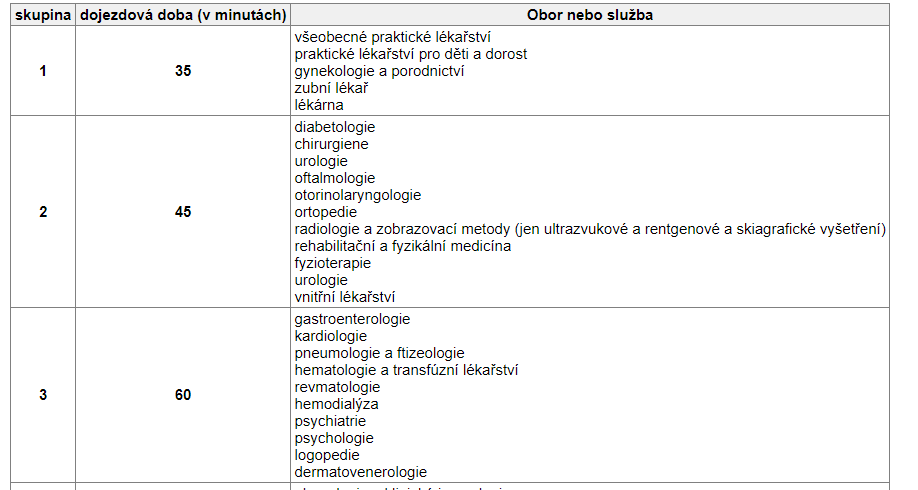 skupina dojezdová doba (v minutách) Obor nebo služba
všeobecné praktické lékařství
praktické lékařství pro děti a dorost
1 35 gynekologie a porodnictví
zubní lékař
lékárna
diabetologie
chirurgiene
urologie
oftalmologie
otorinolaryngologie
2 45 ortopedie
radiologie a zobrazovací metody (jen ultrazvukové a rentgenové a skiagrafické vyšetření)
rehabilitační a fyzikální medicína
fyzioterapie
urologie
vnitřní lékařství
gastroenterologie
kardiologie
pneumologie a ftizeologie
hematologie a transfúzní lékařství
3 60 revmatologie
hemodialýza
psychiatrie
psychologie
logopedie
dermatovenerologie